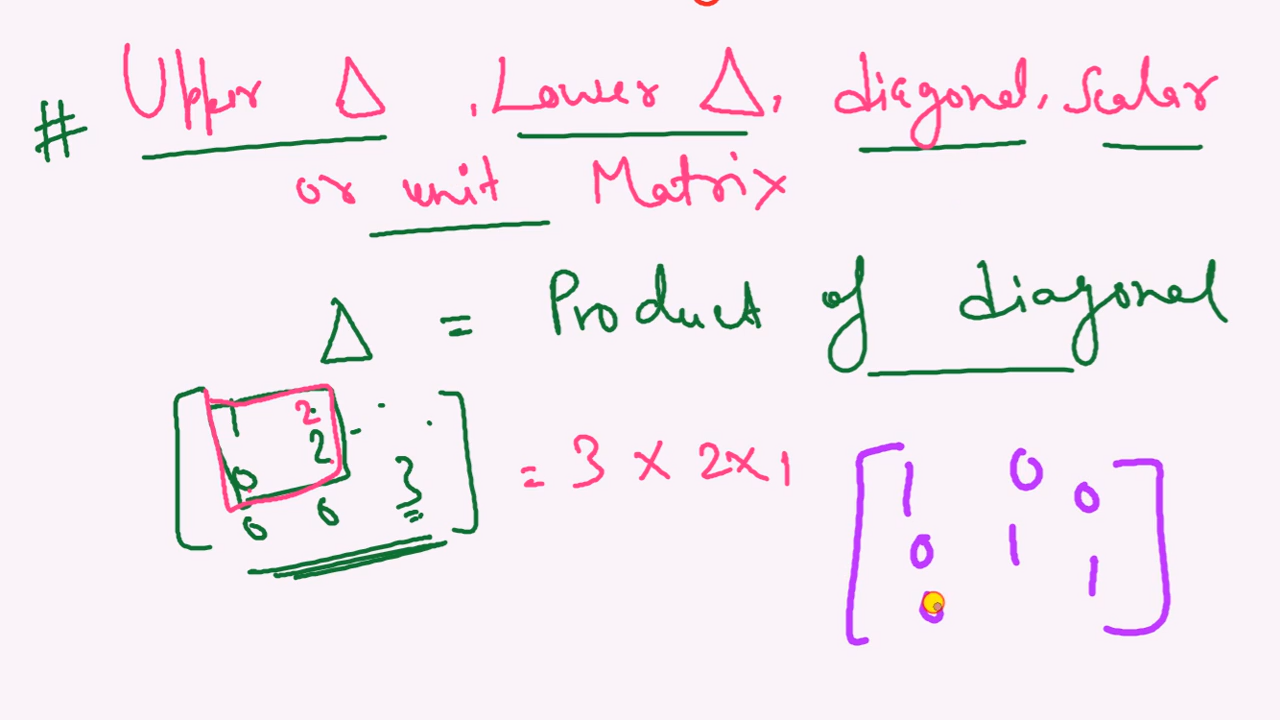 # Upper Δ , Lower Δ, diagonal, Scalar
or unit Matrix
Δ = Product of diagonal
[ 1 2 .
0 2 - .
0 0 3 ] = 3 × 2 × 1
[ 1 0 0
0 1
0 1 ]